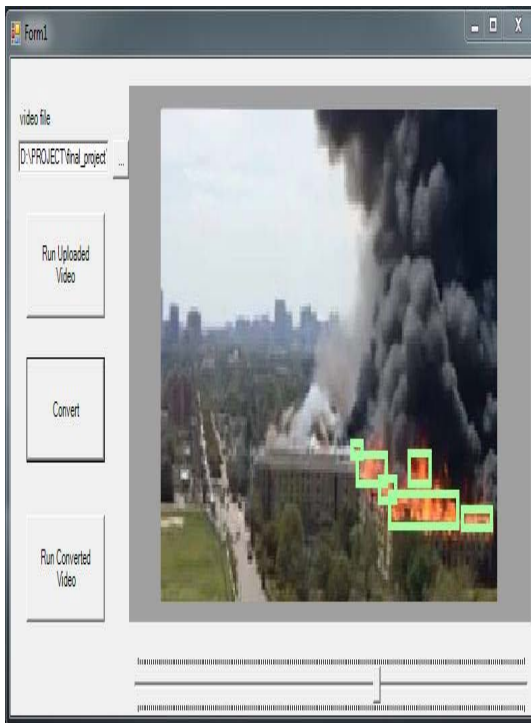 Form1
video file
D:\PROJECT\final_project\
...
Run Uploaded
Video
Convert
Run Converted
Video